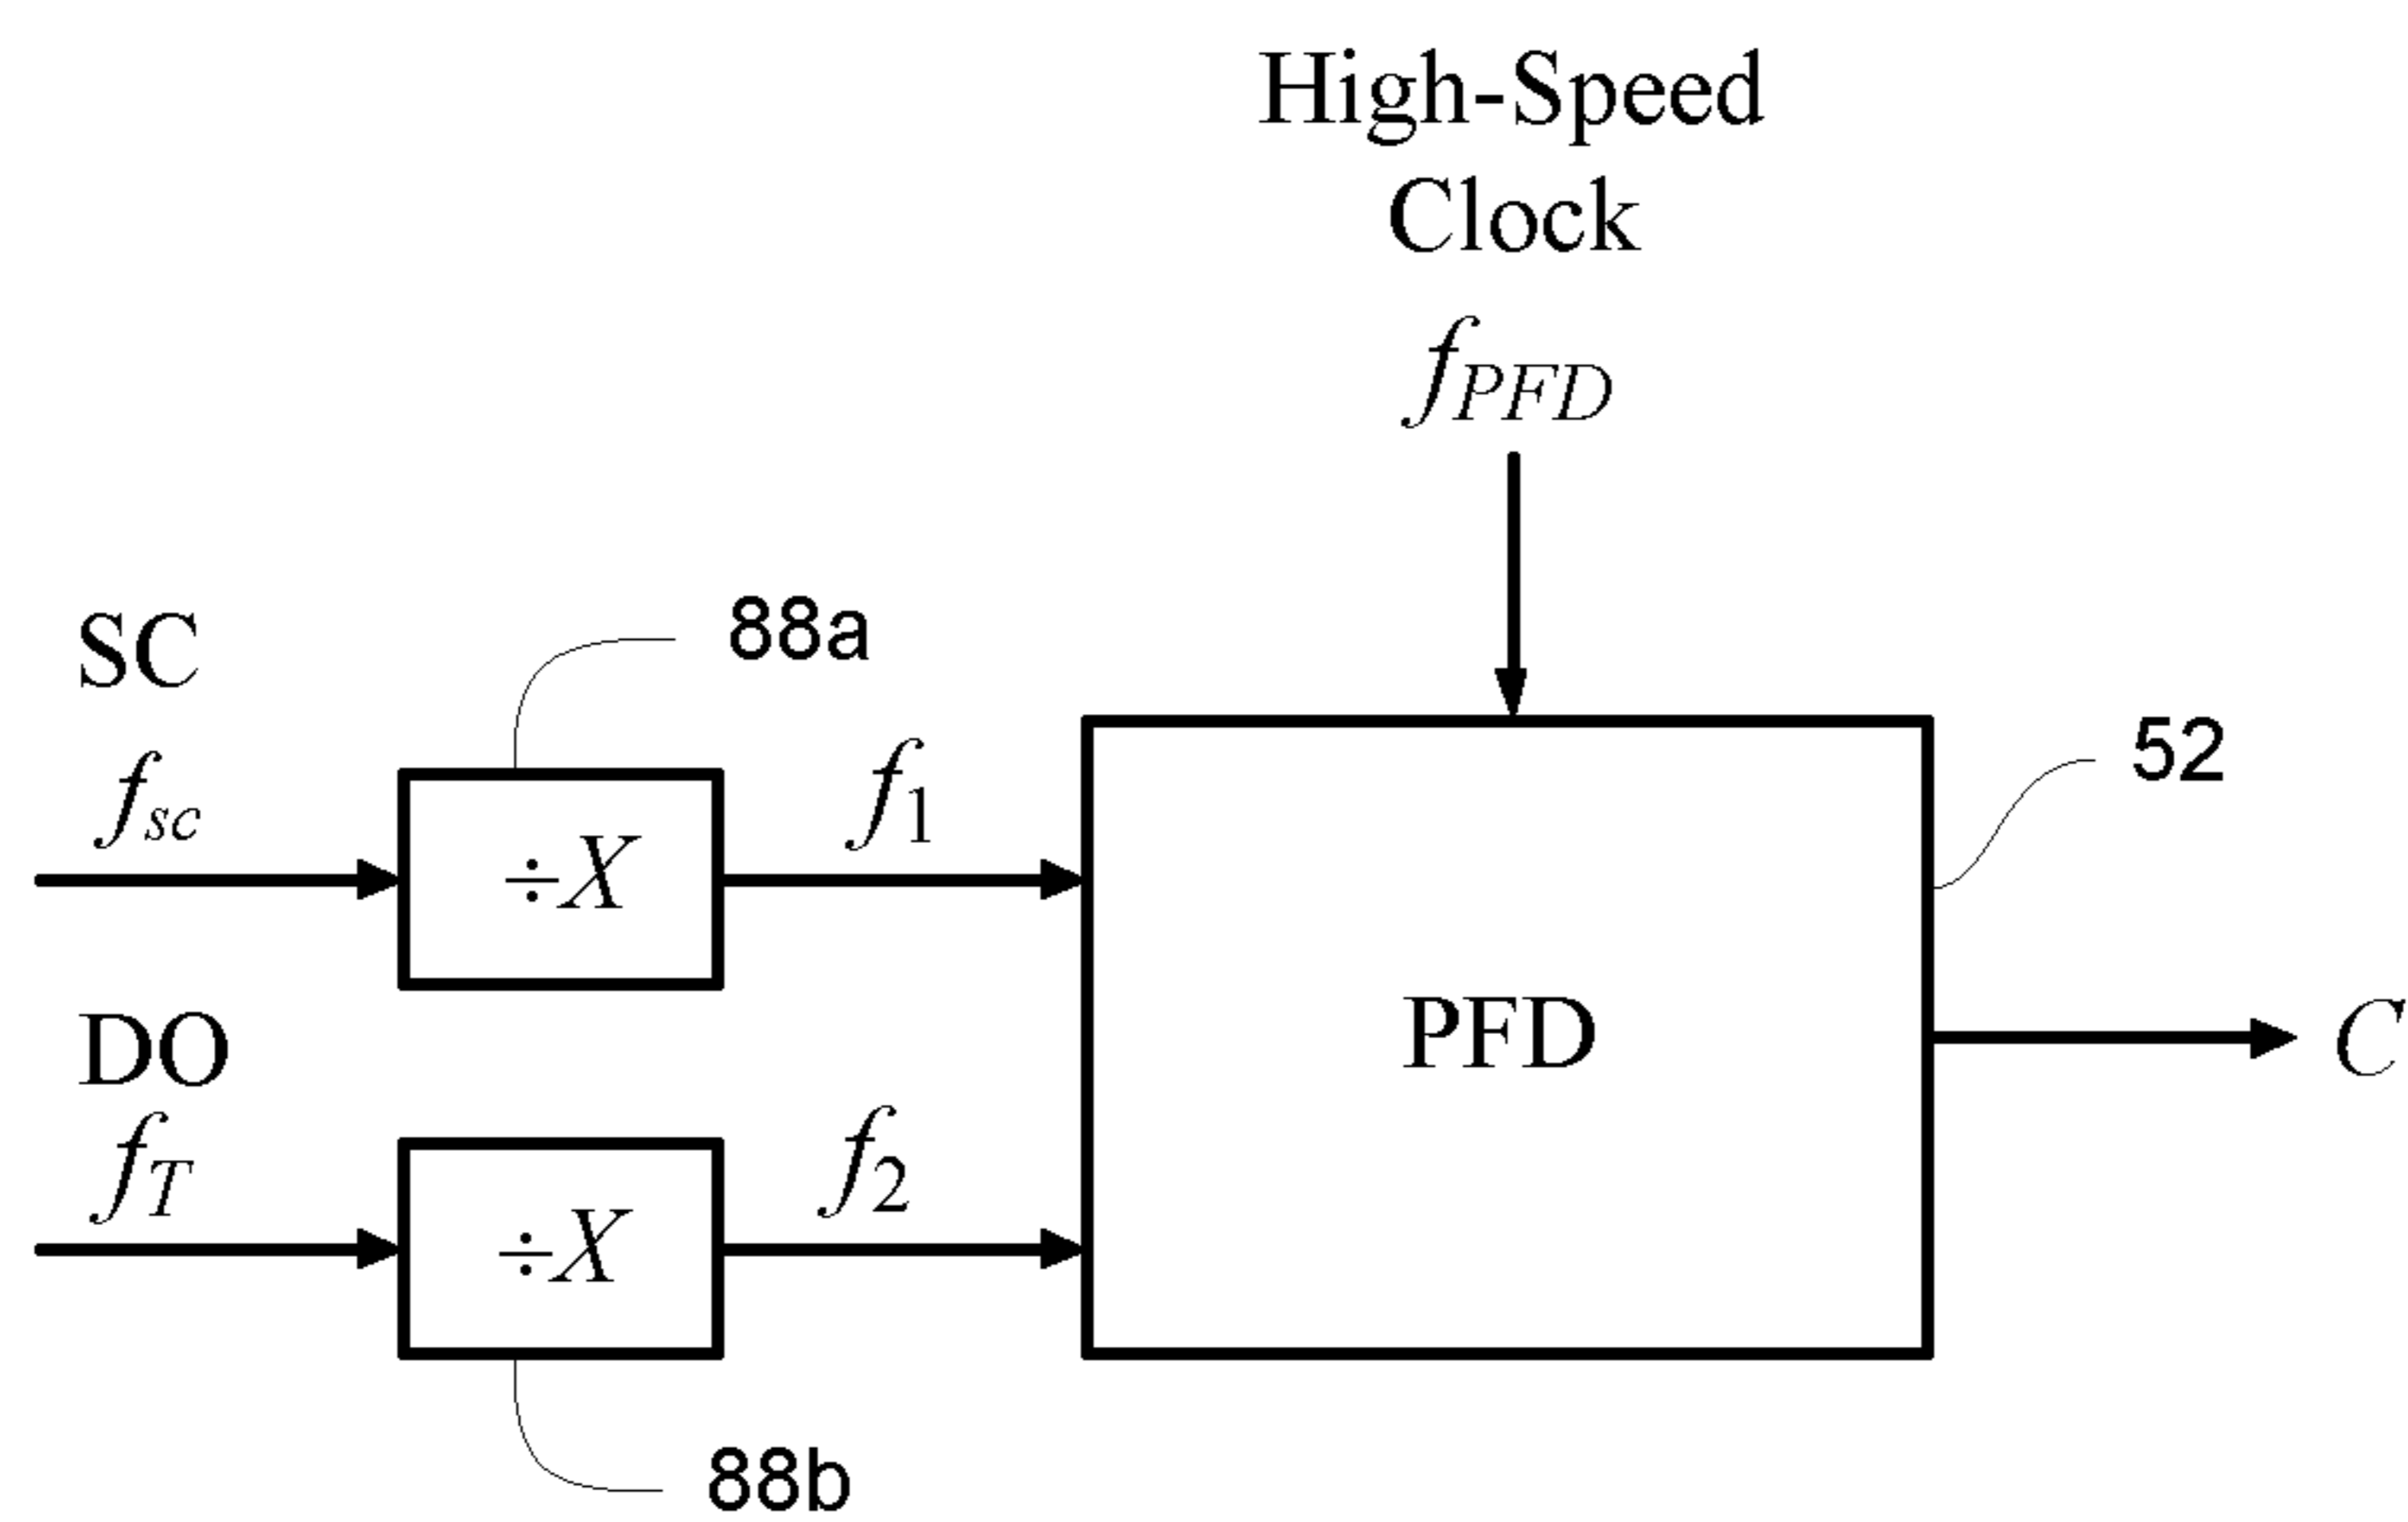 High-Speed
Clock
fPFD
SC
88a
fsc
f1
52
÷X
DO
PFD
C
fT
f2
÷X
88b